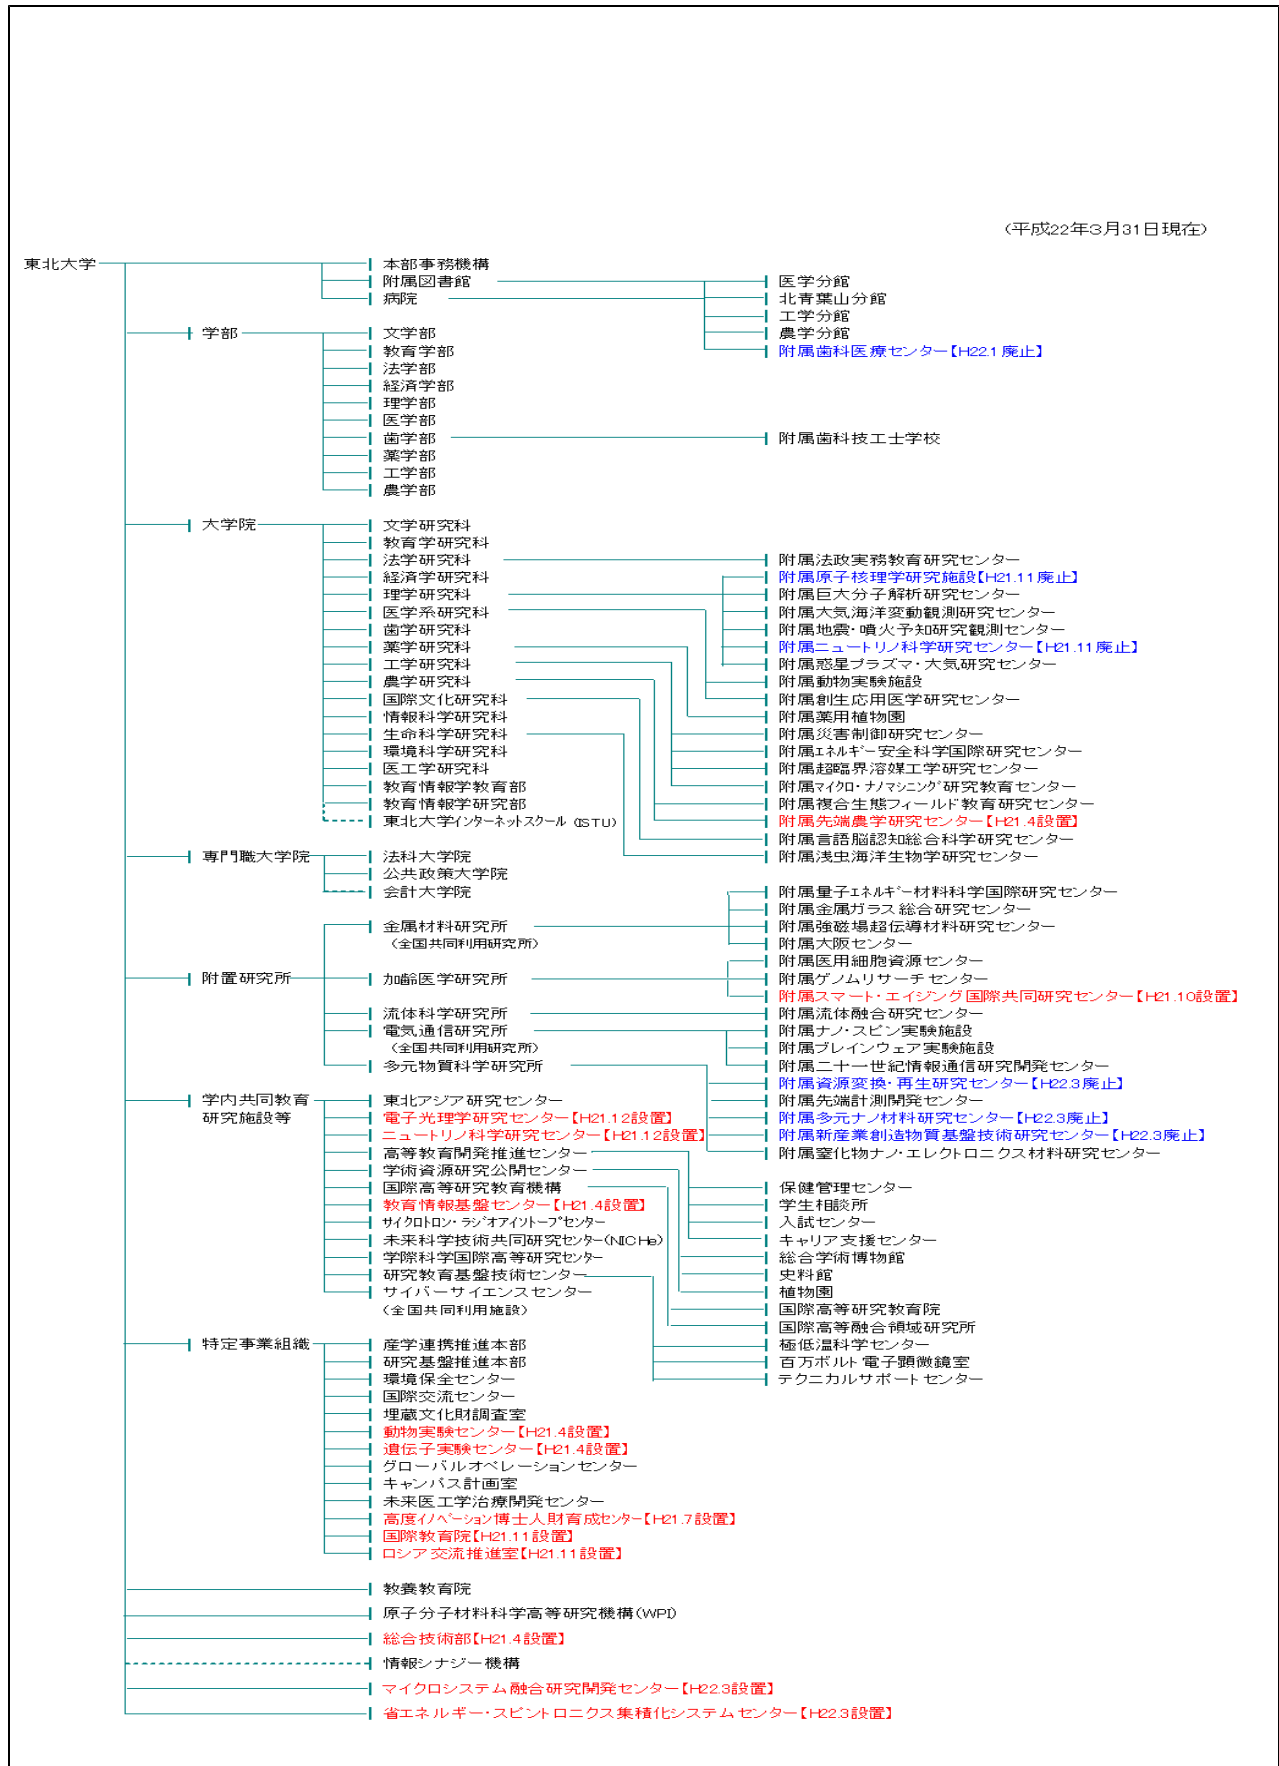 (平成22年3月31日現在)
東北大学
本部事務機構
附属図書館
医学分館
病院
北青葉山分館
工学分館
学部
文学部
農学分館
教育学部
附属歯科医療センター【H22.1廃止】
法学部
経済学部
理学部
医学部
歯学部
附属歯科技工士学校
薬学部
工学部
農学部
大学院
文学研究科
教育学研究科
法学研究科
附属法政実務教育研究センター
経済学研究科
附属原子核理学研究施設【H21.11廃止】
理学研究科
附属巨大分子解析研究センター
医学系研究科
附属大気海洋変動観測研究センター
歯学研究科
附属地震・噴火予知研究観測センター
薬学研究科
附属ニュートリノ科学研究センター【H21.11廃止】
工学研究科
附属惑星プラズマ・大気研究センター
農学研究科
附属動物実験施設
国際文化研究科
附属創生応用医学研究センター
情報科学研究科
附属薬用植物園
生命科学研究科
附属災害制御研究センター
環境科学研究科
附属エネルギー安全科学国際研究センター
医工学研究科
附属超臨界溶媒工学研究センター
教育情報学教育部
附属マイクロ・ナノマシニング研究教育センター
教育情報学研究部
附属複合生態フィールド教育研究センター
東北大学インターネットスクール(ISTU)
附属先端農学研究センター【H21.4設置】
附属言語脳認知総合科学研究センター
専門職大学院
法科大学院
附属浅虫海洋生物学研究センター
公共政策大学院
会計大学院
附属量子エネルギー材料科学国際研究センター
附属金属ガラス総合研究センター
金属材料研究所
附属強磁場超伝導材料研究センター
(全国共同利用研究所)
附属大阪センター
附属医用細胞資源センター
附置研究所
加齢医学研究所
附属ゲノムリサーチセンター
附属スマート・エイジング国際共同研究センター【H21.10設置】
流体科学研究所
附属流体融合研究センター
電気通信研究所
附属ナノ・スピン実験施設
(全国共同利用研究所)
附属ブレインウェア実験施設
多元物質科学研究所
附属二十一世紀情報通信研究開発センター
附属資源変換・再生研究センター【H22.3廃止】
学内共同教育
東北アジア研究センター
附属先端計測開発センター
研究施設等
電子光理学研究センター【H21.12設置】
附属多元ナノ材料研究センター【H22.3廃止】
ニュートリノ科学研究センター【H21.12設置】
附属新産業創造物質基盤技術研究センター【H22.3廃止】
高等教育開発推進センター
附属窒化物ナノ・エレクトロニクス材料研究センター
学術資源研究公開センター
国際高等研究教育機構
保健管理センター
教育情報基盤センター【H21.4設置】
学生相談所
サイクロトロン・ラジオアイソトープセンター
入試センター
未来科学技術共同研究センター(NICHe)
キャリア支援センター
学際科学国際高等研究センター
総合学術博物館
研究教育基盤技術センター
史料館
サイバーサイエンスセンター
植物園
(全国共同利用施設)
国際高等研究教育院
国際高等融合領域研究所
特定事業組織
産学連携推進本部
極低温科学センター
研究基盤推進本部
百万ボルト電子顕微鏡室
環境保全センター
テクニカルサポートセンター
国際交流センター
埋蔵文化財調査室
動物実験センター【H21.4設置】
遺伝子実験センター【H21.4設置】
グローバルオペレーションセンター
キャンパス計画室
未来医工学治療開発センター
高度イノベーション博士人財育成センター【H21.7設置】
国際教育院【H21.11設置】
ロシア交流推進室【H21.11設置】
教養教育院
原子分子材料科学高等研究機構(WPI)
総合技術部【H21.4設置】
情報シナジー機構
マイクロシステム融合研究開発センター【H22.3設置】
省エネルギー・スピントロニクス集積化システムセンター【H22.3設置】